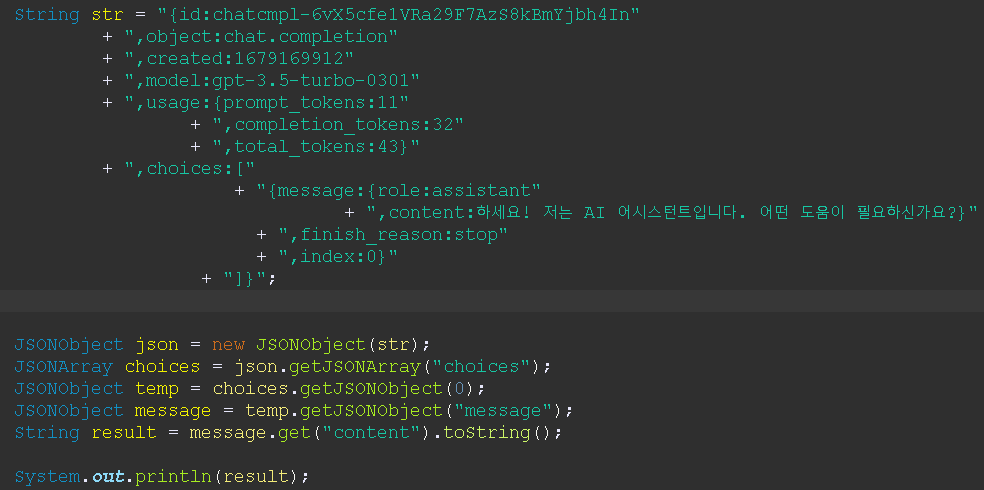 String str = "{id:chatcmpl-6vX5cfe1VRa29F7AzS8kBmYjbh4In"
+ ",object:chat.completion"
+ ",created:1679169912"
+ ",model:gpt-3.5-turbo-0301"
+ ",usage:{prompt_tokens:11"
+ ",completion_tokens:32"
+ ",total_tokens:43}"
+ ",choices:["
+ "{message:{role:assistant"
+ ",content:하세요! 저는 AI 어시스턴트입니다. 어떤 도움이 필요하신가요?}"
+ ",finish_reason:stop"
+ ",index:0}"
+ "]}";
JSONObject json = new JSONObject(str);
JSONArray choices = json.getJSONArray("choices");
JSONObject temp = choices.getJSONObject(0);
JSONObject message = temp.getJSONObject("message");
String result = message.get("content").toString();
System.out.println(result);